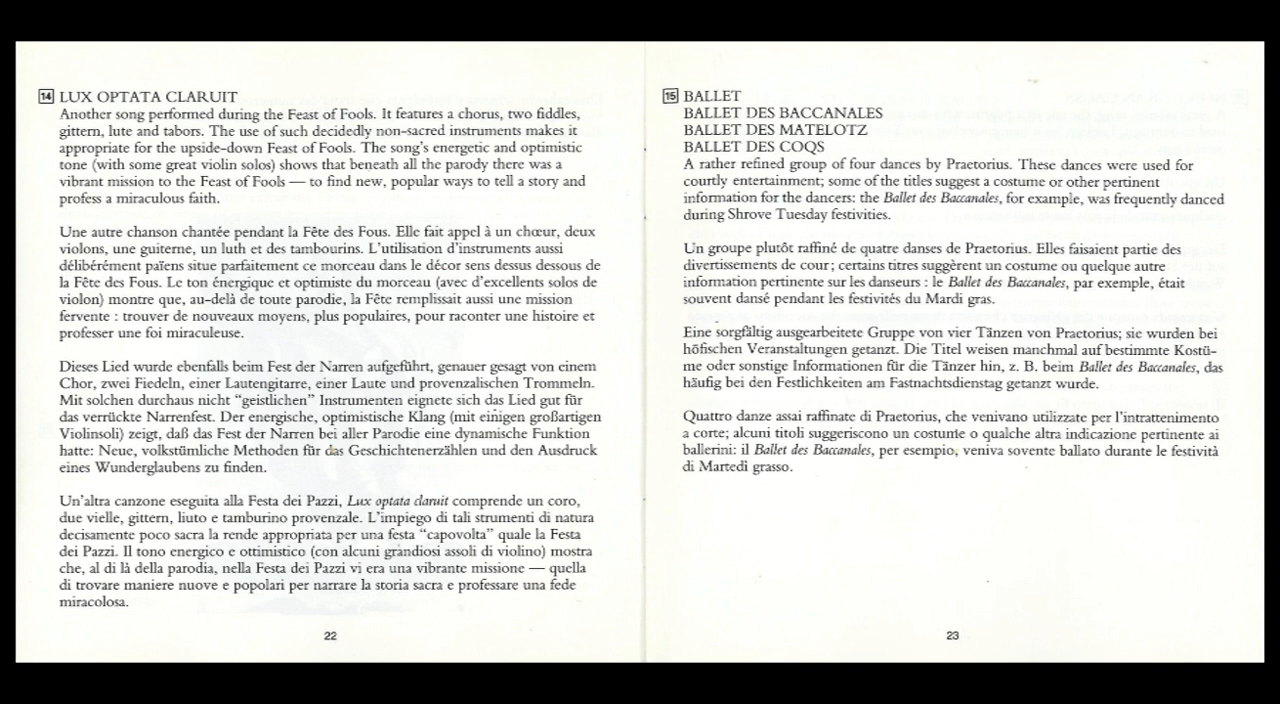 14 LUX OPTATA CLARUIT
Another song performed during the Feast of Fools. It features a chorus, two fiddles,
gittern, lute and tabors. The use of such decidedly non-sacred instruments makes it
appropriate for the upside-down Feast of Fools. The song's energetic and optimistic
tone (with some great violin solos) shows that beneath all the parody there was a
vibrant mission to the Feast of Fools — to find new, popular ways to tell a story and
profess a miraculous faith.
Une autre chanson chantée pendant la Fête des Fous. Elle fait appel à un chœur, deux
violons, une guiterne, un luth et des tambourins. L'utilisation d'instruments aussi
délibérément païens situe parfaitement ce morceau dans le décor sens dessus dessous de
la Fête des Fous. Le ton énergique et optimiste du morceau (avec d'excellents solos de
violon) montre que, au-delà de toute parodie, la Fête remplissait aussi une mission
fervente : trouver de nouveaux moyens, plus populaires, pour raconter une histoire et
professer une foi miraculeuse.
Dieses Lied wurde ebenfalls beim Fest der Narren aufgeführt, genauer gesagt von einem
Chor, zwei Fiedeln, einer Lautengitarre, einer Laute und provenzalischen Trommeln.
Mit solchen durchaus nicht “geistlichen” Instrumenten eignete sich das Lied gut für
das verrückte Narrenfest. Der energische, optimistische Klang (mit einigen großartigen
Violinsoli) zeigt, daß das Fest der Narren bei aller Parodie eine dynamische Funktion
hatte: Neue, volkstümliche Methoden für das Geschichtenerzählen und den Ausdruck
eines Wunderglaubens zu finden.
Un'altra canzone eseguita alla Festa dei Pazzi, Lux optata claruit comprende un coro,
due vielle, gittern, liuto e tamburino provenzale. L'impiego di tali strumenti di natura
decisamente poco sacra la rende appropriata per una festa “capovolta” quale la Festa
dei Pazzi. Il tono energico e ottimistico (con alcuni grandiosi assoli di violino) mostra
che, al di là della parodia, nella Festa dei Pazzi vi era una vibrante missione — quella
di trovare maniere nuove e popolari per narrare la storia sacra e professare una fede
miracolosa.
22
15 BALLET
BALLET DES BACCANALES
BALLET DES MATELOTZ
BALLET DES COQS
A rather refined group of four dances by Praetorius. These dances were used for
courtly entertainment; some of the titles suggest a costume or other pertinent
information for the dancers: the Ballet des Baccanales, for example, was frequently danced
during Shrove Tuesday festivities.
Un groupe plutôt raffiné de quatre danses de Praetorius. Elles faisaient partie des
divertissements de cour ; certains titres suggèrent un costume ou quelque autre
information pertinente sur les danseurs : le Ballet des Baccanales, par exemple, était
souvent dansé pendant les festivités du Mardi gras.
Eine sorgfältig ausgearbeitete Gruppe von vier Tänzen von Praetorius; sie wurden bei
höfischen Veranstaltungen getanzt. Die Titel weisen manchmal auf bestimmte Kostü-
me oder sonstige Informationen für die Tänzer hin, z. B. beim Ballet des Baccanales, das
häufig bei den Festlichkeiten am Fastnachtsdienstag getanzt wurde.
Quattro danze assai raffinate di Praetorius, che venivano utilizzate per l'intrattenimento
a corte; alcuni titoli suggeriscono un costume o qualche altra indicazione pertinente ai
ballerini: il Ballet des Baccanales, per esempio, veniva sovente ballato durante le festività
di Martedì grasso.
23